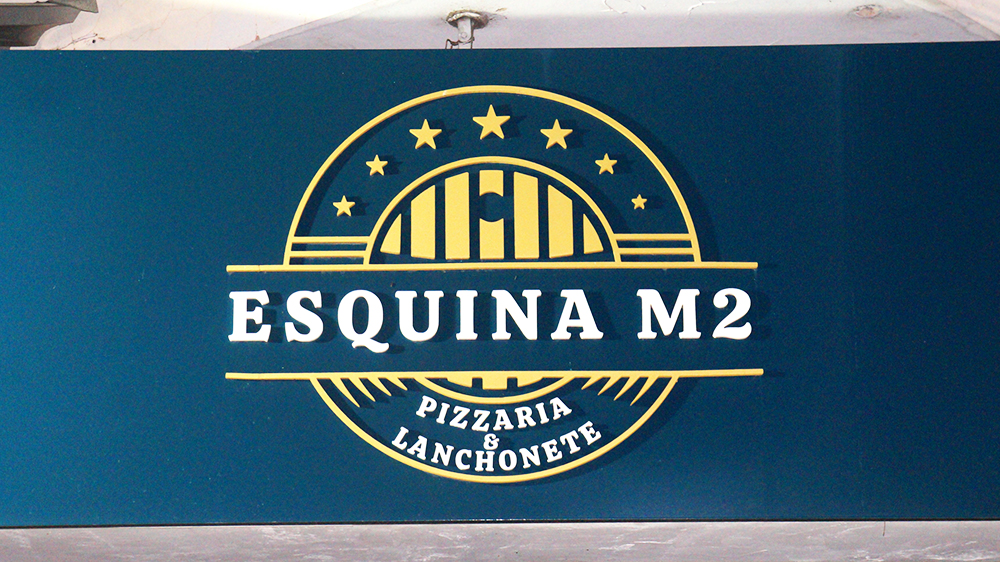 ESQUINA M2
PIZZARIA
&
LANCHONETE